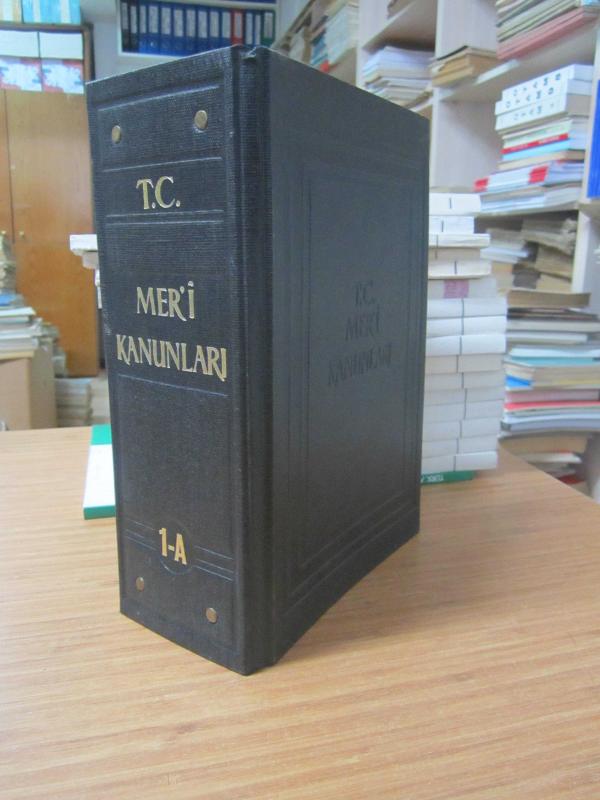 T.C.
MER'İ
KANUNLARI
1-A
T.C.
MER'İ
KANUNLARI